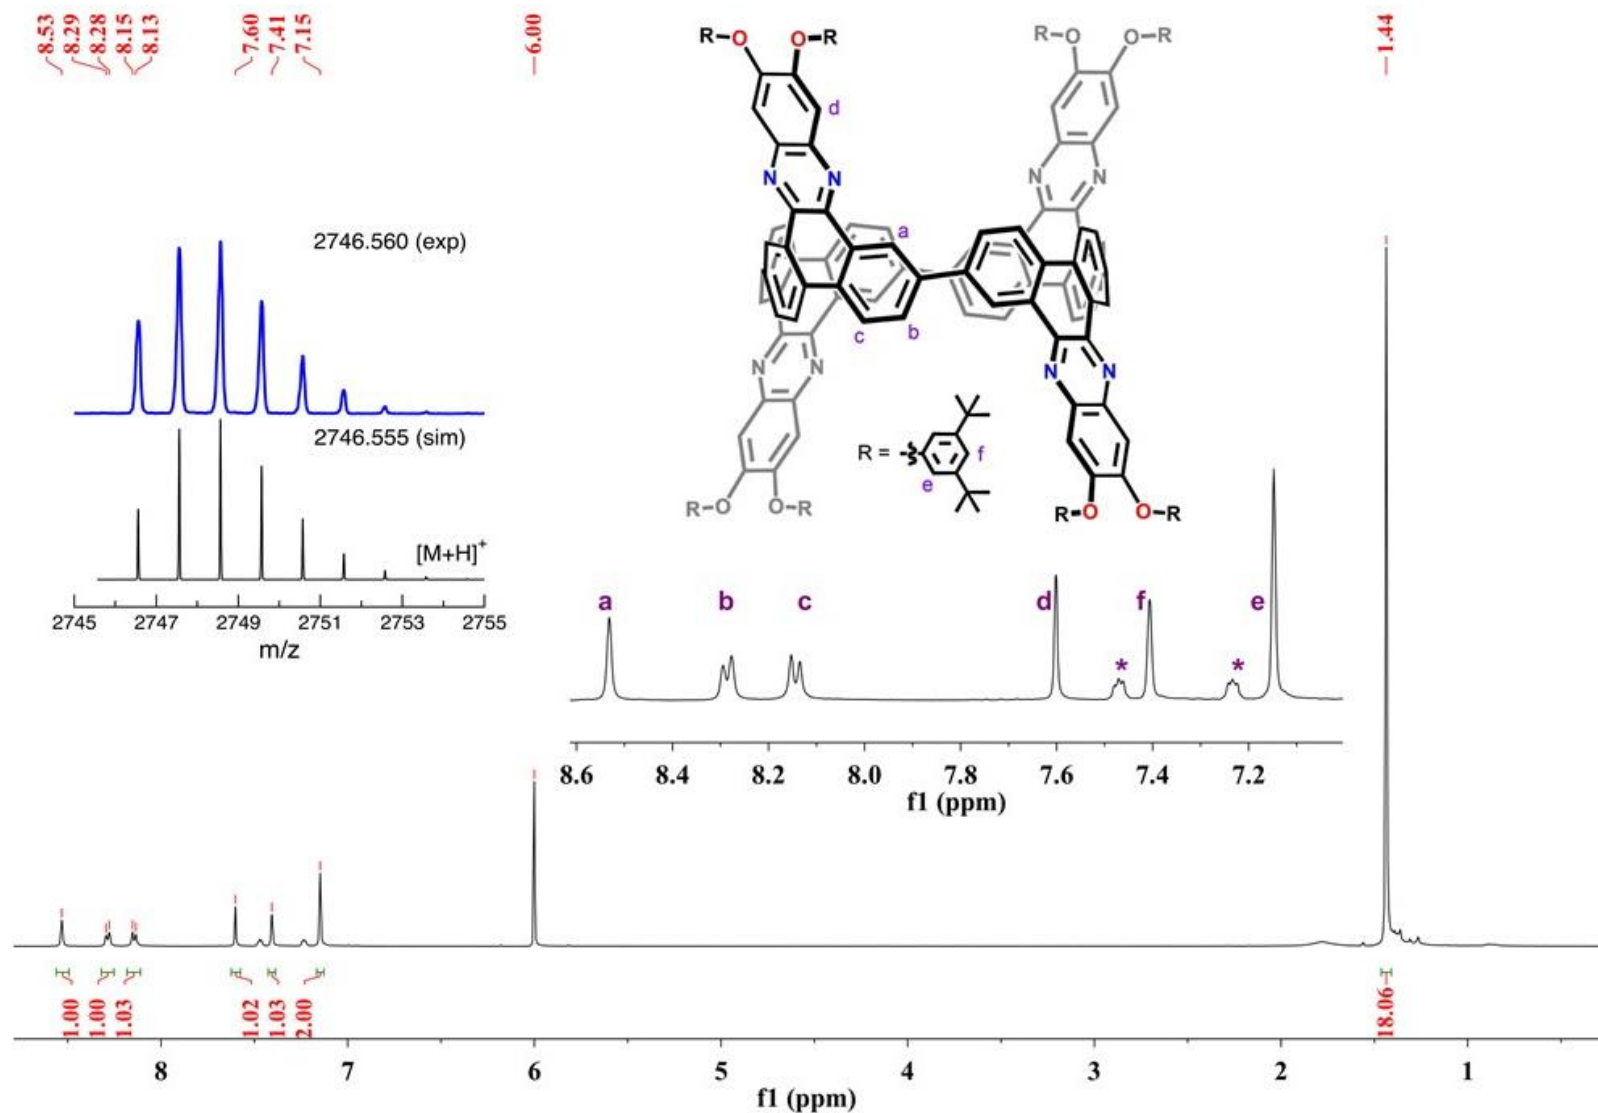 8.53
8.29
8.28
8.15
8.13
7.60
7.41
7.15
6.00
1.44
R O O R
R O O R
d
N N
N N
a
c b
N N
N N
R =
f
e
R O O R
R O O R
2746.560 (exp)
2746.555 (sim)
[M+H]+
2745 2747 2749 2751 2753 2755
m/z
a b c d f e
* *
8.6 8.4 8.2 8.0 7.8 7.6 7.4 7.2
f1 (ppm)
1.00
1.00
1.03
1.02
1.03
2.00
18.06
8 7 6 5 4 3 2 1
f1 (ppm)